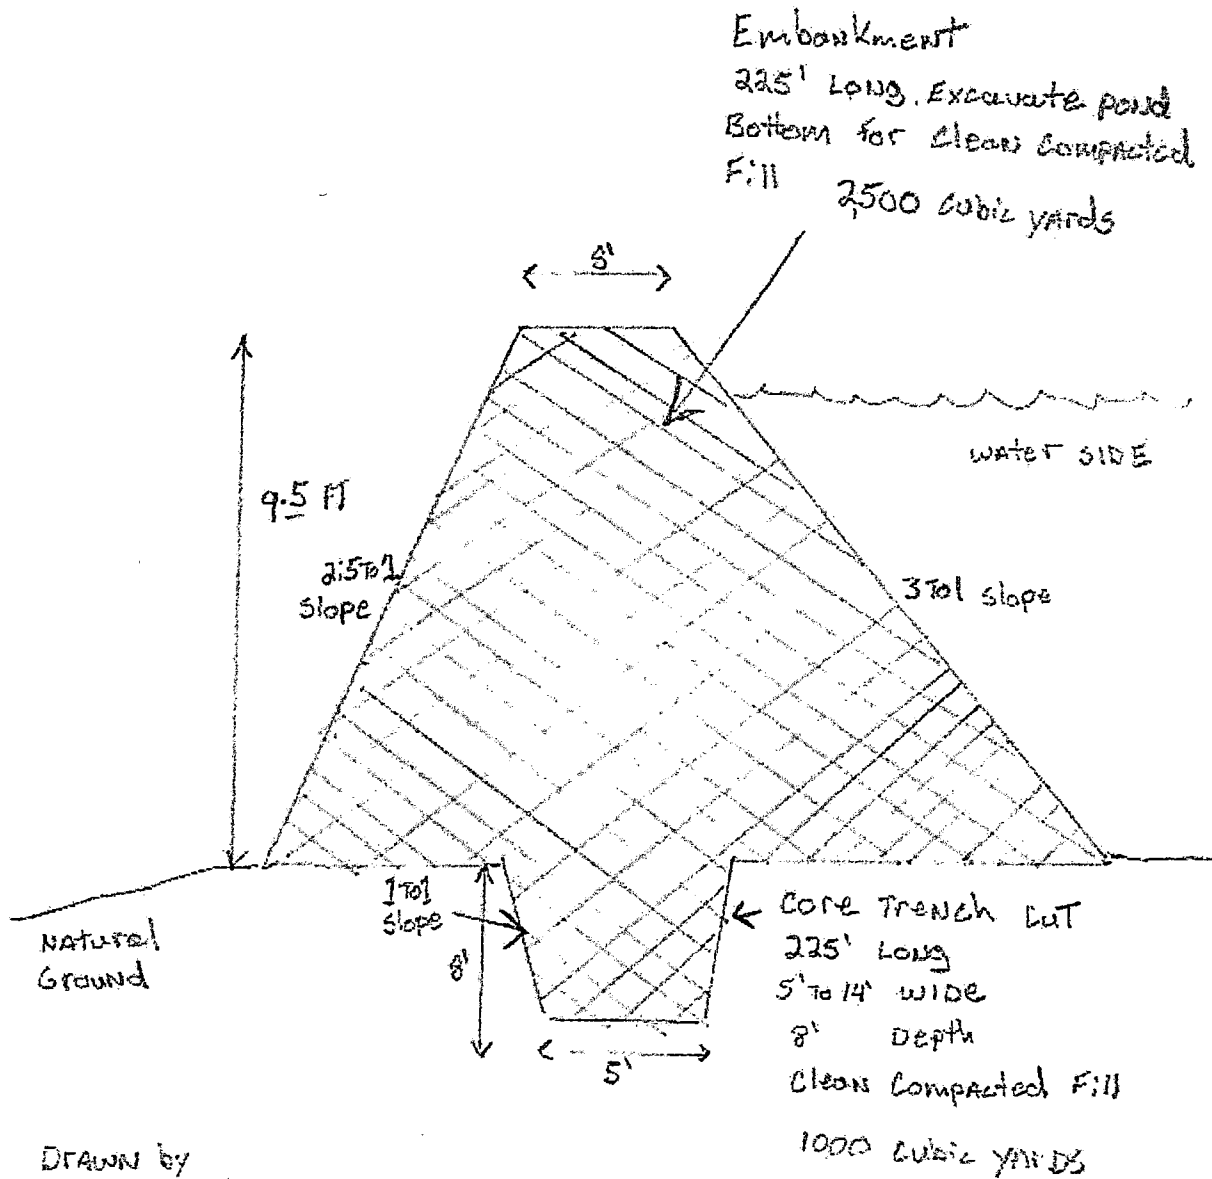 Embankment
225' Long. Excavate pond
Bottom for clean compacted
Fill
2,500 cubic yards
8'
9.5 FT
WATER SIDE
2:5 To 1
Slope
3 To 1 slope
1 To 1
Slope
Natural
Ground
8'
5'
Core Trench Cut
225' Long
5' To 14' WIDE
8' Depth
Clean Compacted Fill
1000 cubic yards
Drawn by